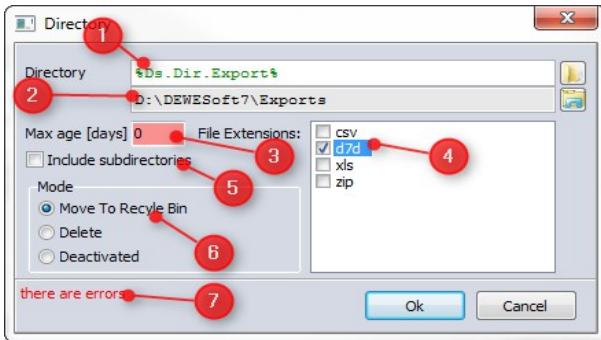 Directory
1
Directory %Ds.Dir.Export%
2 D:\DEWESoft7\Exports
Max age [days] 0 3 File Extensions: csv
d7d 4
Include subdirectories 5 xls
zip
Mode
Move To Recyle Bin
Delete 6
Deactivated
there are errors 7 Ok Cancel